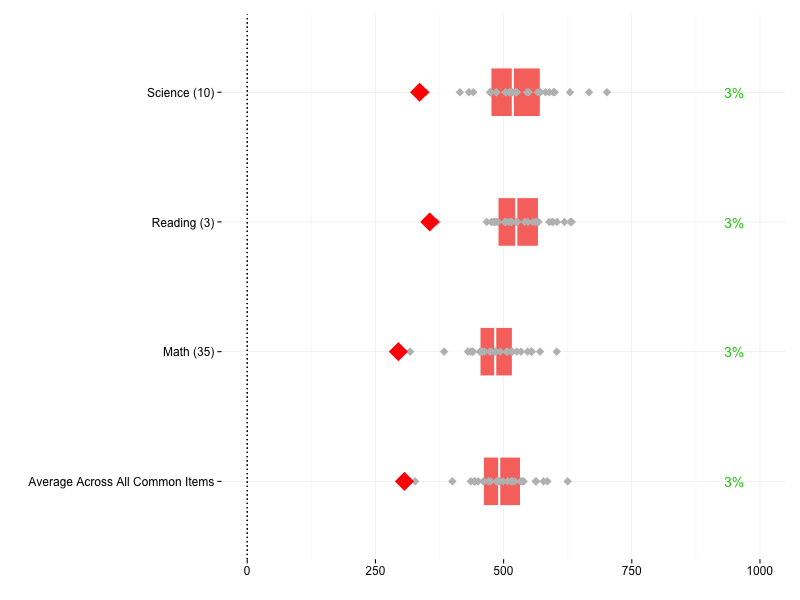 Science (10)
3%
Reading (3)
3%
Math (35)
3%
Average Across All Common Items
3%
0 250 500 750 1000